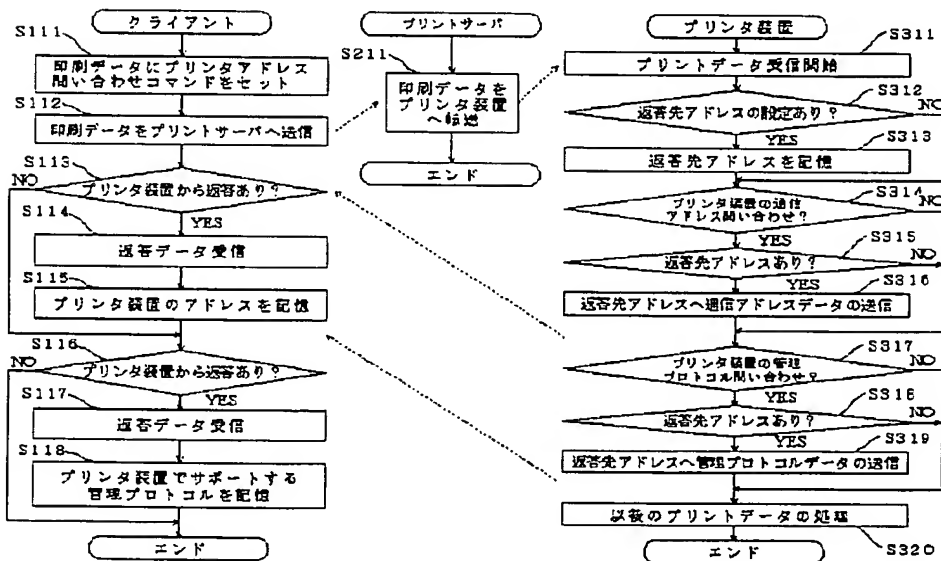 クライアント
S111
印刷データにプリンタアドレス
問い合わせコマンドをセット
S112
印刷データをプリントサーバへ送信
S113
NO
プリンタ装置から返答あり?
YES
S114
返答データ受信
S115
プリンタ装置のアドレスを記憶
S116
NO
プリンタ装置から返答あり?
YES
S117
返答データ受信
S118
プリンタ装置でサポートする
管理プロトコルを記憶
エンド
プリントサーバ
S211
印刷データを
プリンタ装置
へ転送
エンド
プリンタ装置
S311
プリントデータ受信開始
S312
返答先アドレスの設定あり?
NO
YES
S313
返答先アドレスを記憶
S314
プリンタ装置の通信
アドレス問い合わせ?
NO
YES
S315
返答先アドレスあり?
NO
YES
S316
返答先アドレスへ通信アドレスデータの送信
S317
プリンタ装置の管理
プロトコル問い合わせ?
NO
YES
S318
返答先アドレスあり?
NO
YES
S319
返答先アドレスへ管理プロトコルデータの送信
以後のプリントデータの処理
S320
エンド